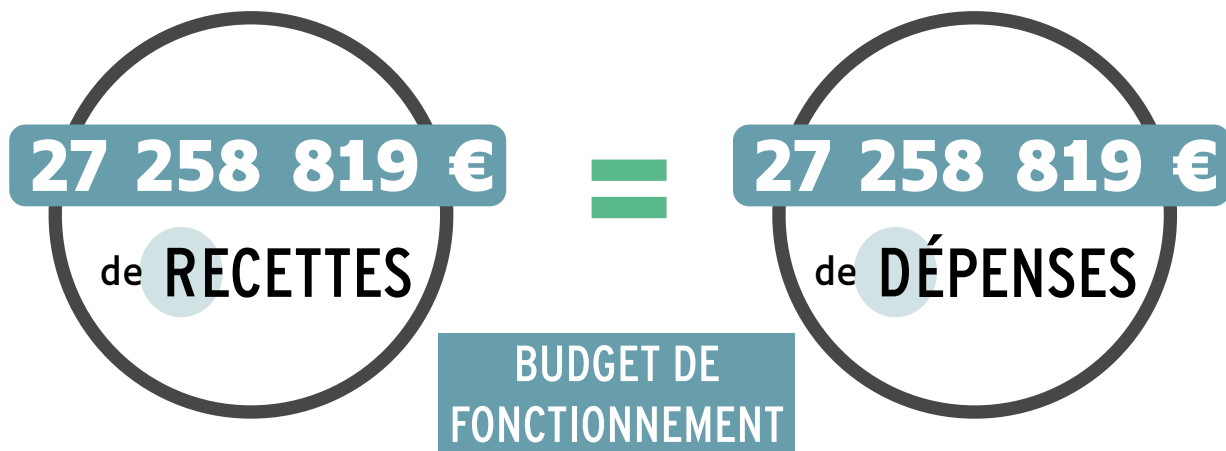 27 258 819 €
de RECETTES
=
27 258 819 €
de DÉPENSES
BUDGET DE
FONCTIONNEMENT